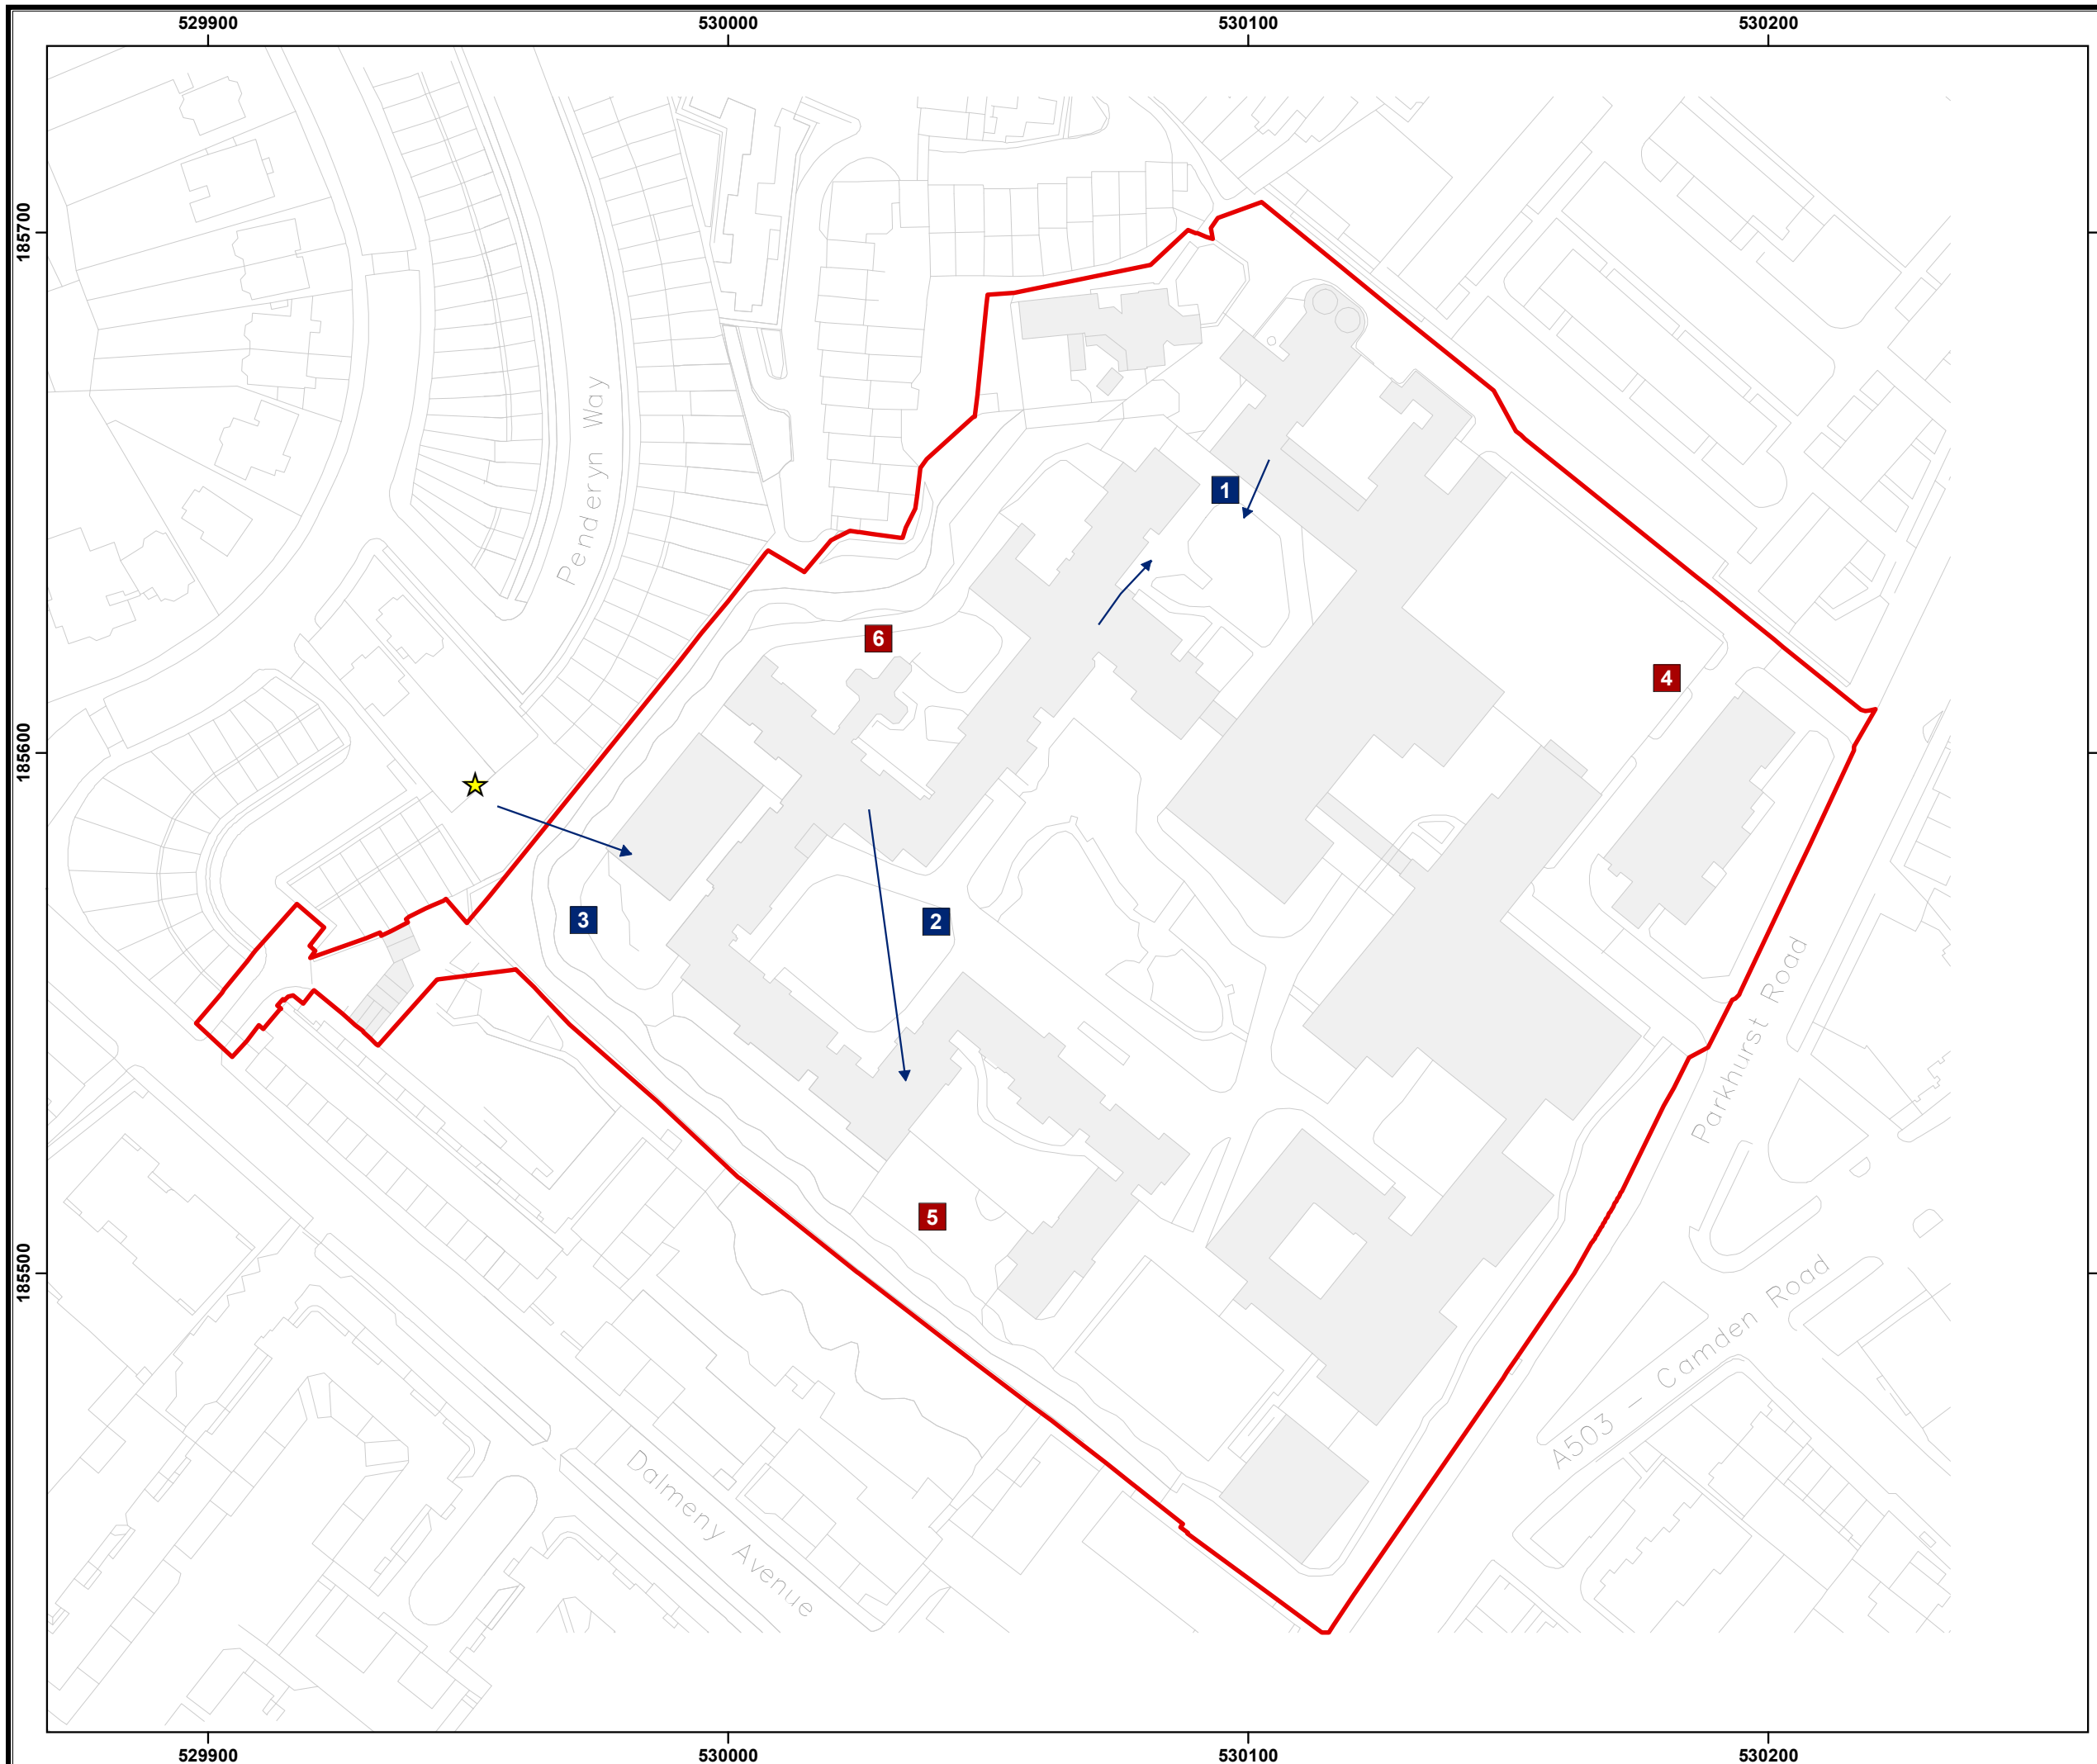 529900 530000 530100 530200
185700
Penderyn Way
1
6
4
185600
3
2
Parkhurst Road
5
185500
A503 – Camden Road
Dalmeny Avenue
529900 530000 530100 530200